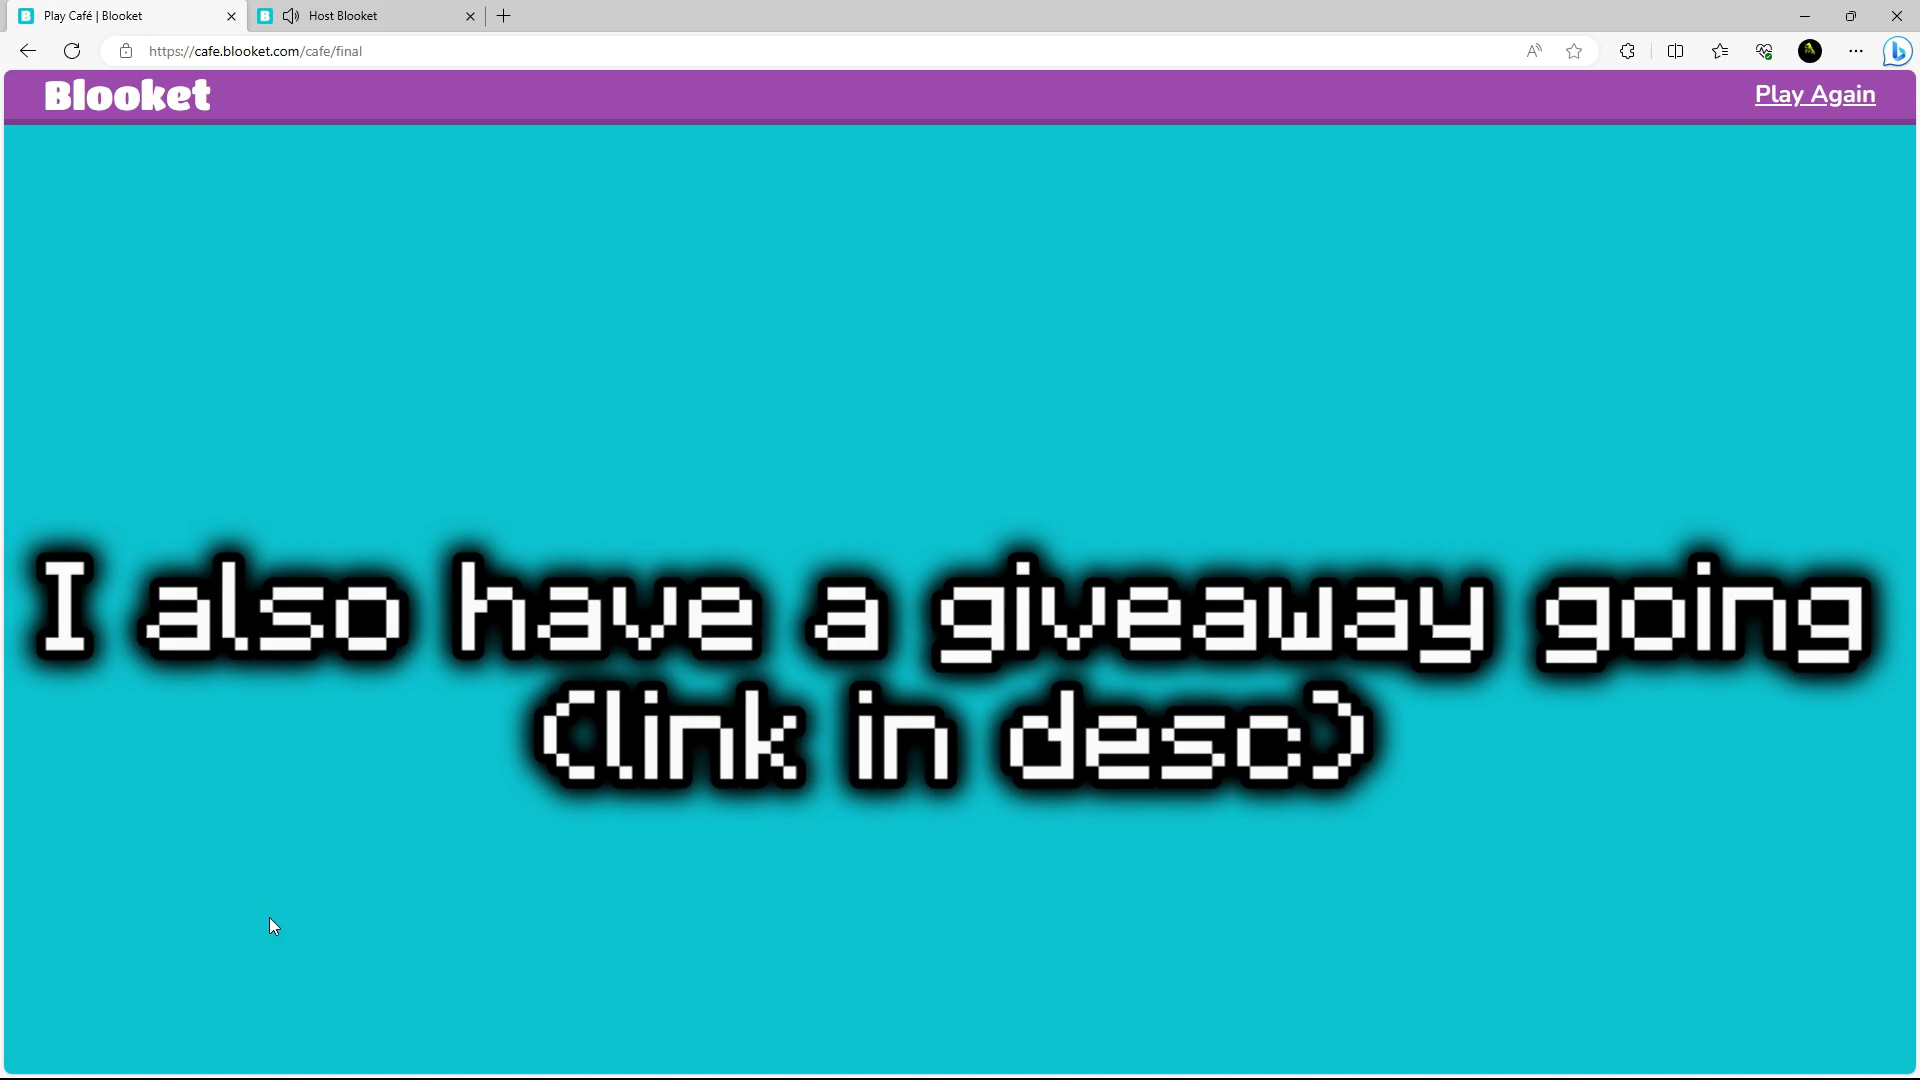 Play Café | Blooket
Host Blooket
https://cafe.blooket.com/cafe/final
Blooket
Play Again
I also have a giveaway going
(link in desc)